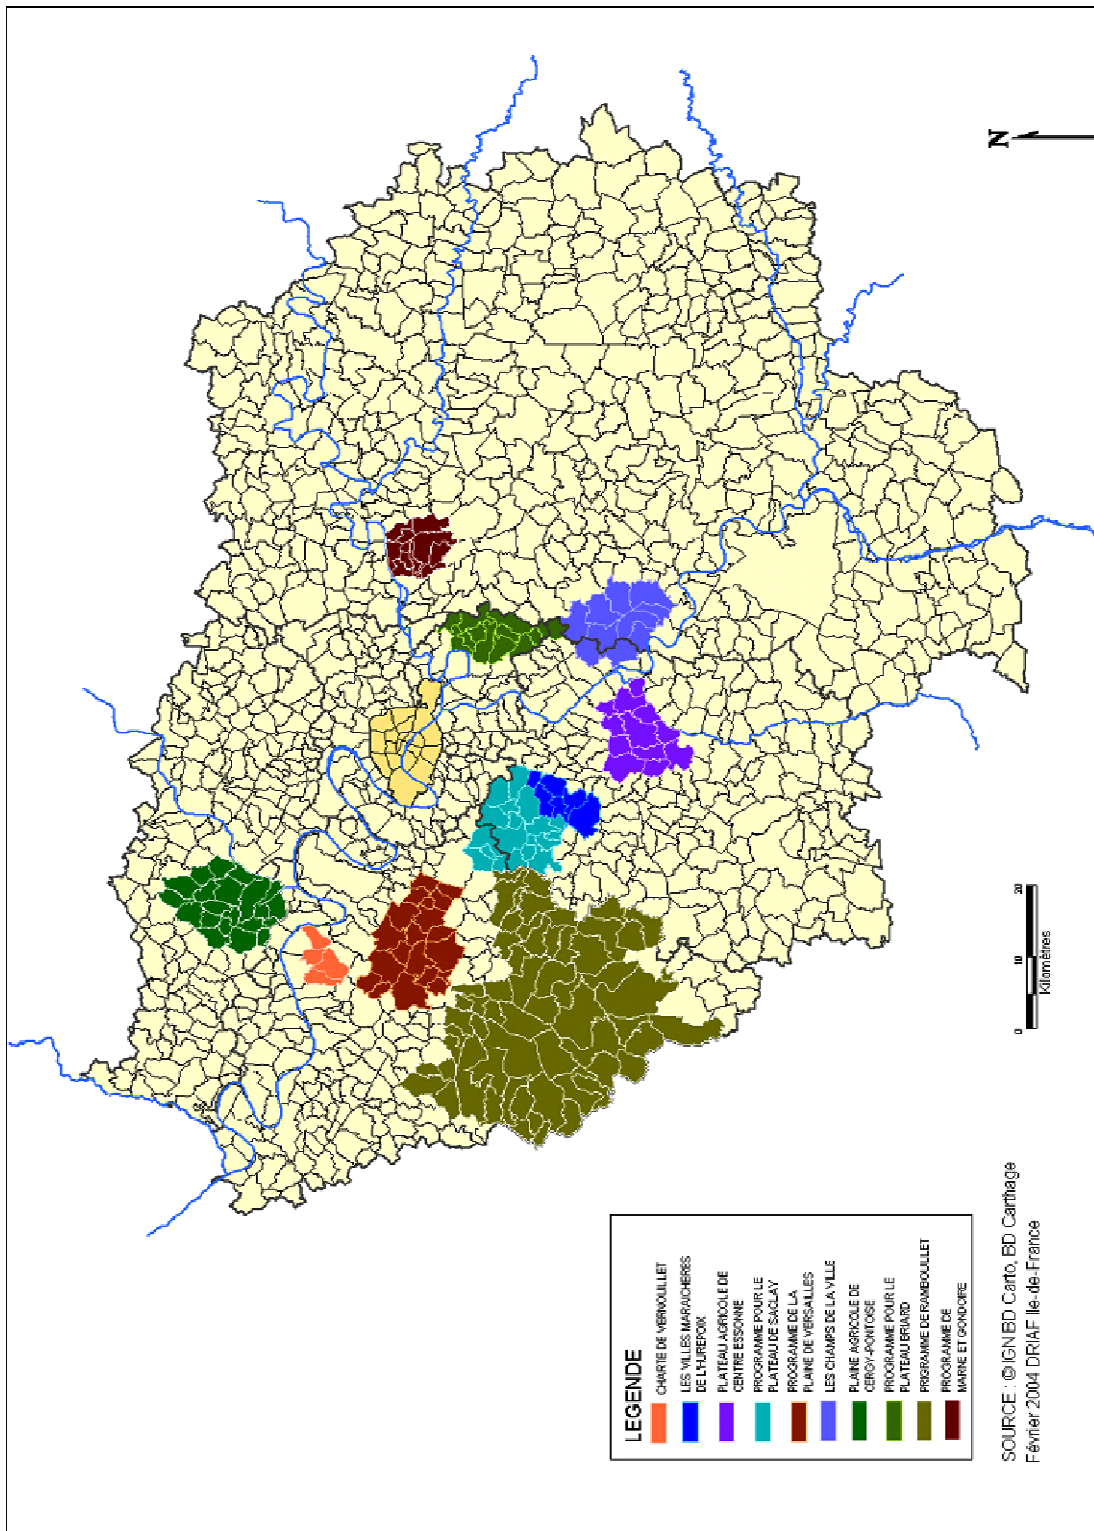 N
LEGENDE
CHARTE DE VERNOUILLET
LES VILLES MARAICHERES
DE L'HUREPOIX
PLATEAU AGRICOLE DE
CENTRE ESSONNE
PROGRAMME POUR LE
PLATEAU DE SACLAY
PROGRAMME DE LA
PLAINE DE VERSAILLES
LES CHAMPS DE LA VILLE
PLAINE AGRICOLE DE
CERGY-PONTOISE
PROGRAMME POUR LE
PLATEAU BRIARD
PRIGRAMME DE RAMBOUILLET
PROGRAMME DE
MARNE ET GONDOIRE
0 10 20
Kilomètres
SOURCE : © IGN BD Carto, BD Carthage
Février 2004 DRIAF Ile-de-France